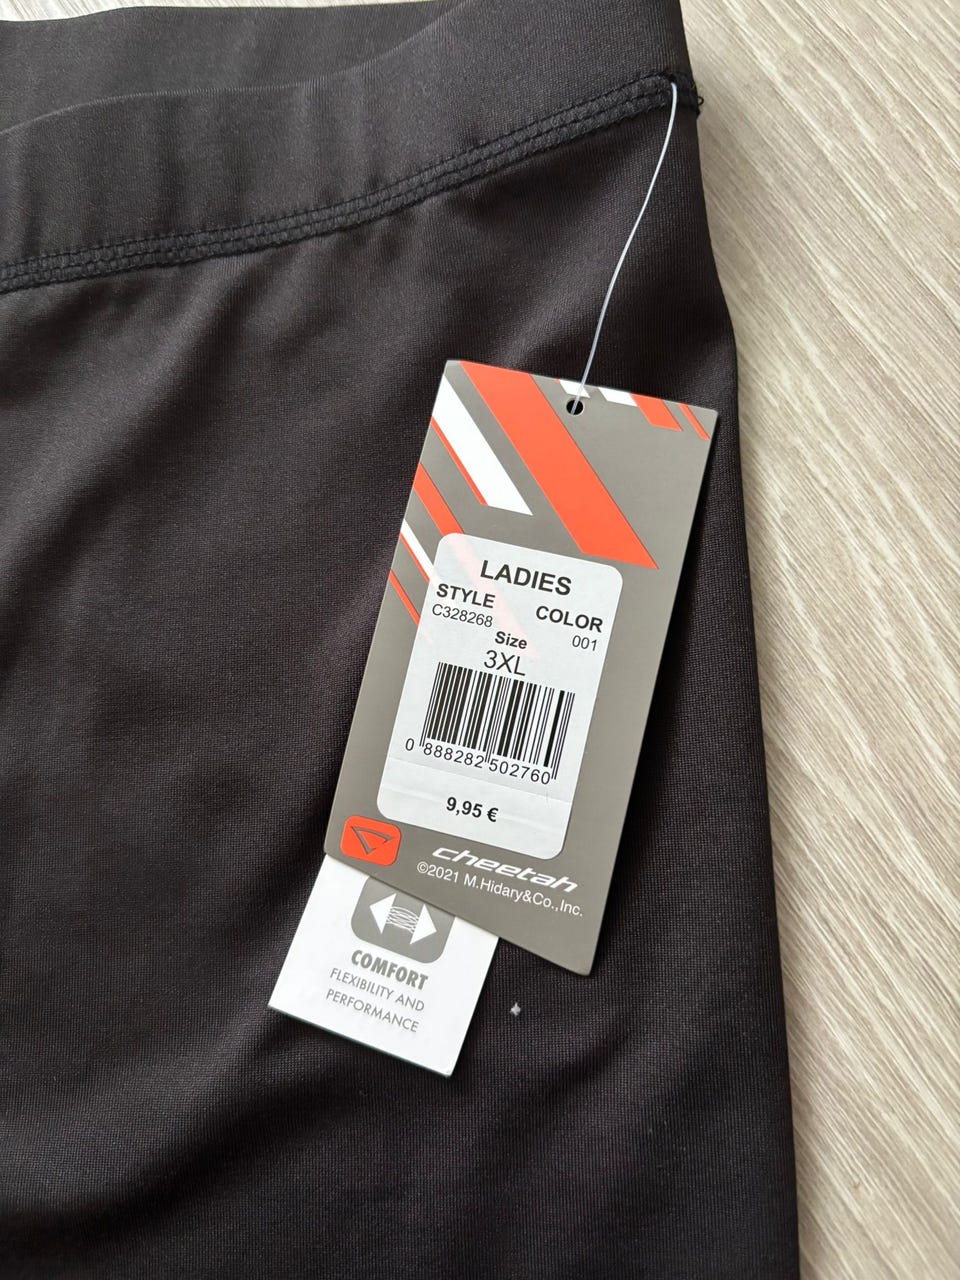 LADIES
STYLE COLOR
C328268 001
Size
3XL
0 888282 502760
9,95 €
cheetah
©2021 M.Hidary&Co.,Inc.
COMFORT
FLEXIBILITY AND
PERFORMANCE